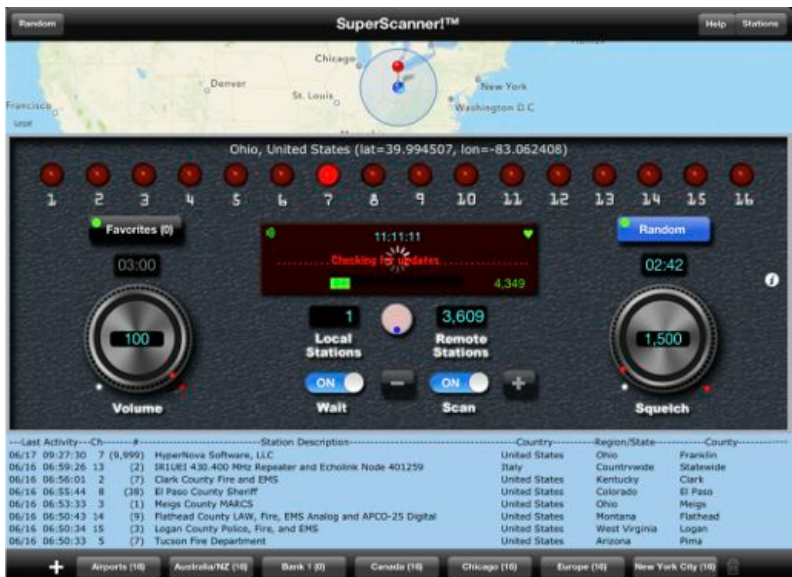 Random SuperScanner!™ Help Stations
Chicago
Denver
New York
St. Louis
Francisco
Washington D.C.
Legal
Ohio, United States (lat=39.994507, lon=-83.062408)
1 2 3 4 5 6 7 8 9 10 11 12 13 14 15 16
Favorites (0) Random
11:11:11
03:00 Checking for updates 02:42
4,349
100 1 3,609 1,500
Local Stations
Remote Stations
ON ON
Volume Wait Scan Squelch
Last Activity Ch # Station Description Country Region/State County
06/17 09:27:30 7 (9,999) HyperNova Software, LLC United States Ohio Franklin
06/16 06:59:26 13 (2) IR1UEI 430.400 MHz Repeater and Echolink Node 401259 Italy Countrywide Statewide
06/16 06:56:01 2 (7) Clark County Fire and EMS United States Kentucky Clark
06/16 06:55:44 8 (38) El Paso County Sheriff United States Colorado El Paso
06/16 06:53:33 3 (1) Meigs County MARCS United States Ohio Meigs
06/16 06:50:43 14 (9) Flathead County LAW, Fire, EMS Analog and APCO-25 Digital United States Montana Flathead
06/16 06:50:34 15 (3) Logan County Police, Fire, and EMS United States West Virginia Logan
06/16 06:50:33 5 (7) Tucson Fire Department United States Arizona Pima
Airports (16) Australia/NZ (16) Bank 1 (0) Canada (16) Chicago (16) Europe (16) New York City (16)